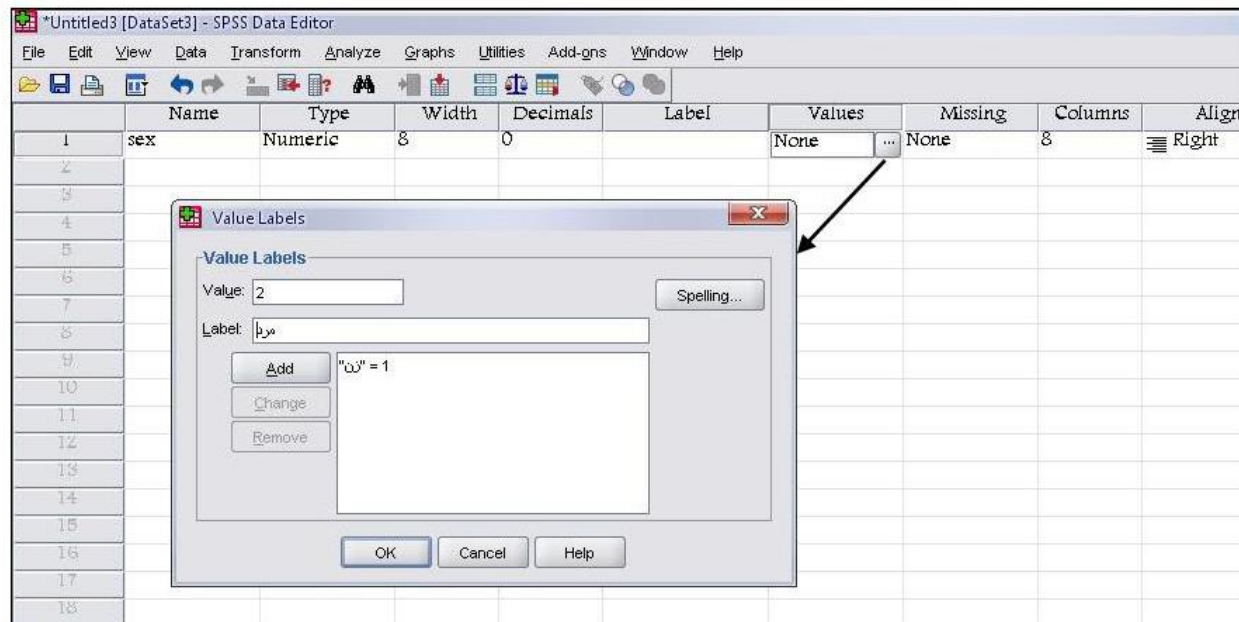 *Untitled3 [DataSet3] - SPSS Data Editor
File Edit View Data Transform Analyze Graphs Utilities Add-ons Window Help
Name Type Width Decimals Label Values Missing Columns Align
1 sex Numeric 8 0 None ... None 8 Right
2
3
4
5
6
7
8
9
10
11
12
13
14
15
16
17
18
Value Labels
Value Labels
Value: 2
Spelling...
Label: مرد
Add
"زن" = 1
Change
Remove
OK Cancel Help